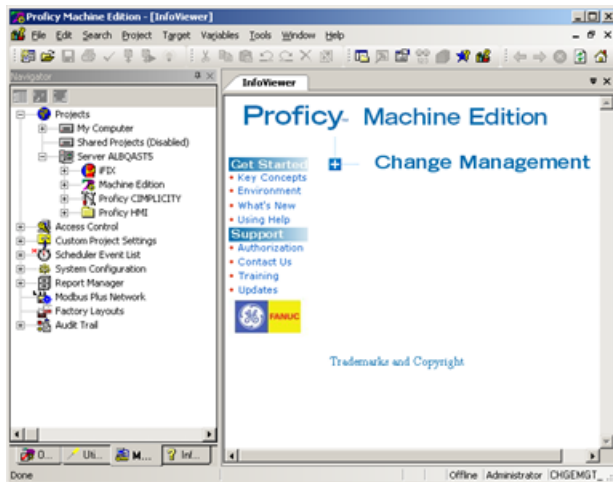 Proficy Machine Edition - [InfoViewer]
File Edit Search Project Target Variables Tools Window Help
Navigator
Projects
My Computer
Shared Projects (Disabled)
Server ALBQAST5
iFIX
Machine Edition
Proficy CIMPLICITY
Proficy HMI
Access Control
Custom Project Settings
Scheduler Event List
System Configuration
Report Manager
Modbus Plus Network
Factory Layouts
Audit Trail
O... Uti... M... Inf...
InfoViewer
Proficy™ Machine Edition
Change Management
Get Started
Key Concepts
Environment
What's New
Using Help
Support
Authorization
Contact Us
Training
Updates
GE FANUC
Trademarks and Copyright
Done
Offline Administrator CHGEMGT_